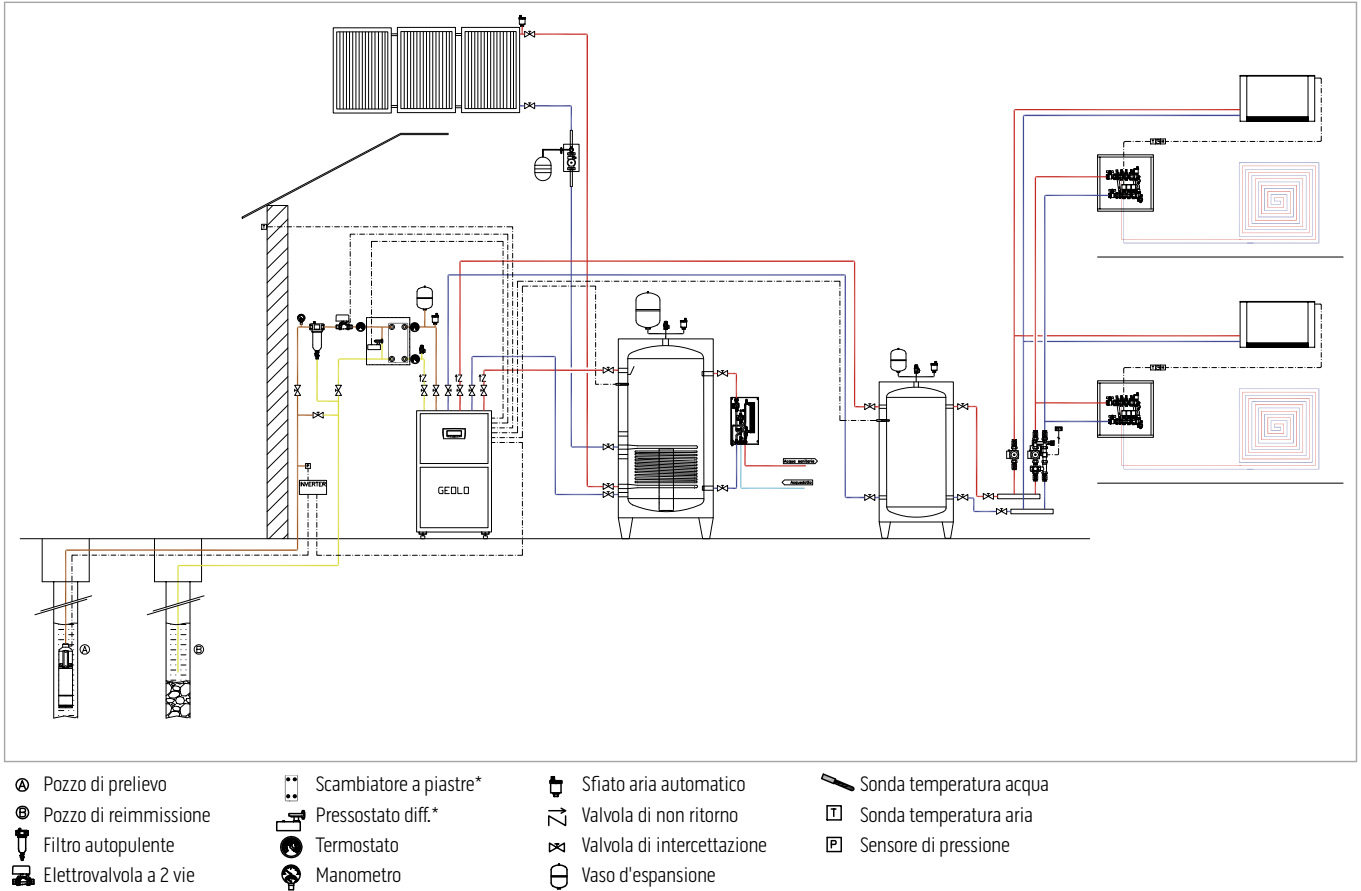 T
INVERTER
P
GEOLO
Acqua sanitaria
Acquedotto
A
B
A Pozzo di prelievo
B Pozzo di reimmissione
Filtro autopulente
Elettrovalvola a 2 vie
Scambiatore a piastre*
Pressostato diff.*
Termostato
Manometro
Sfiato aria automatico
Valvola di non ritorno
Valvola di intercettazione
Vaso d'espansione
Sonda temperatura acqua
T Sonda temperatura aria
P Sensore di pressione